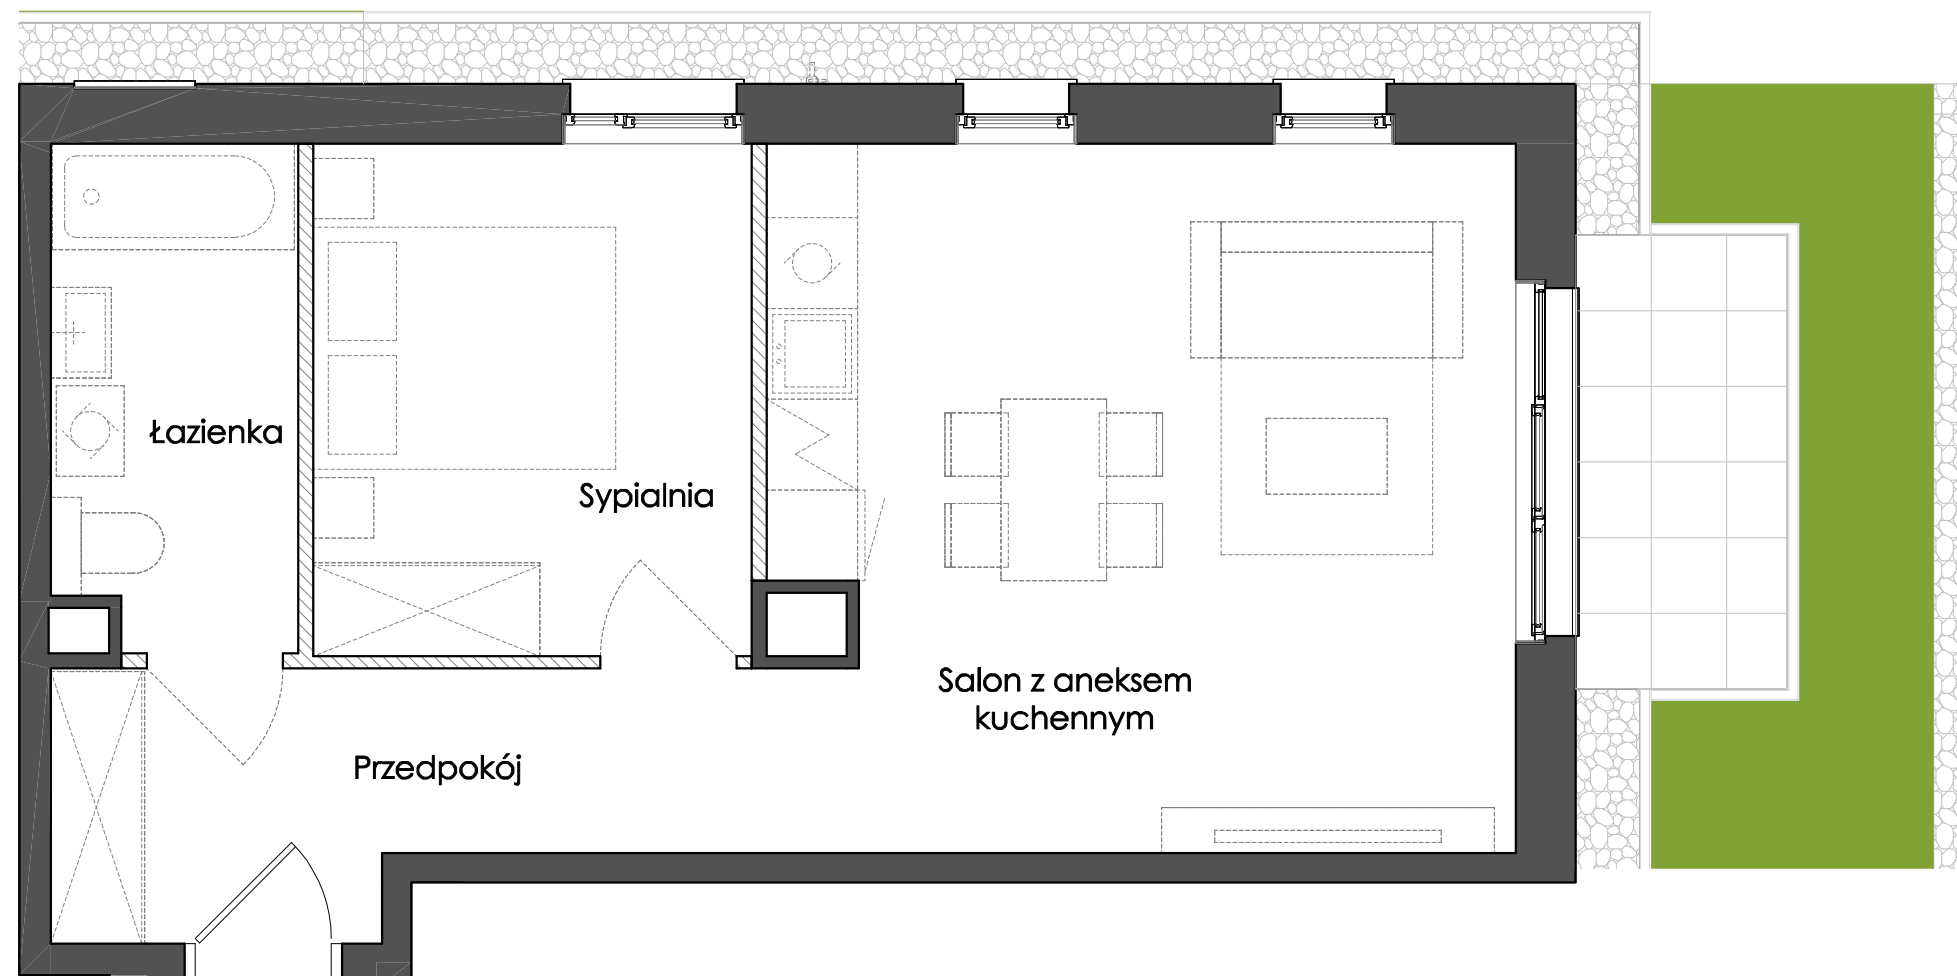 Łazienka
Sypialnia
Salon z aneksem
kuchennym
Przedpokój